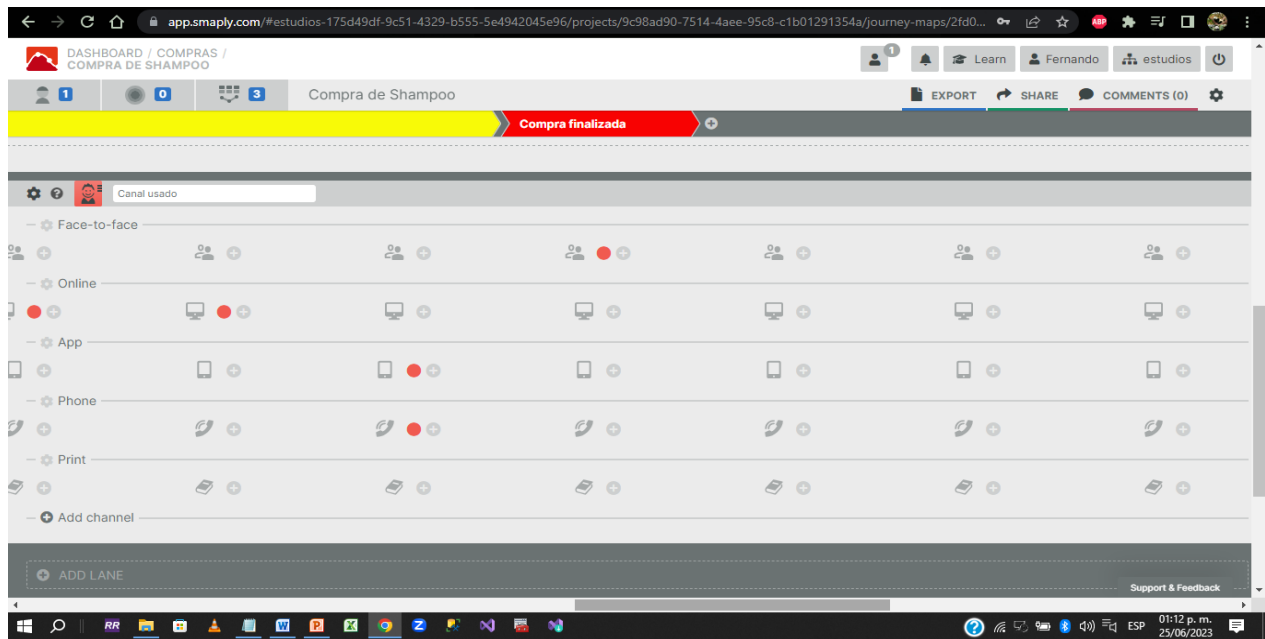 app.smaply.com/#estudios-175d49df-9c51-4329-b555-5e4942045e96/projects/9c98ad90-7514-4aee-95c8-c1b01291354a/journey-maps/2fd0...
ABP
DASHBOARD / COMPRAS /
COMPRA DE SHAMPOO
1
Learn
Fernando
estudios
1
0
3
Compra de Shampoo
EXPORT
SHARE
COMMENTS (0)
Compra finalizada
Canal usado
Face-to-face
Online
App
Phone
Print
Add channel
ADD LANE
Support & Feedback
RR
W
P
X
Z
ESP
01:12 p. m.
25/06/2023